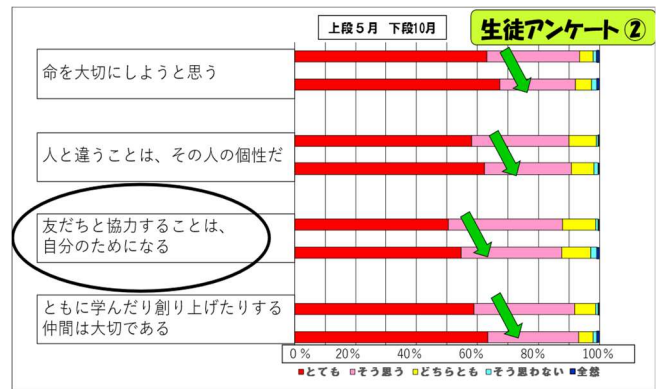 上段５月 下段10月
生徒アンケート②
命を大切にしようと思う
人と違うことは、その人の個性だ
友だちと協力することは、
自分のためになる
ともに学んだり創り上げたりする
仲間は大切である
0% 20% 40% 60% 80% 100%
とても そう思う どちらとも そう思わない 全然